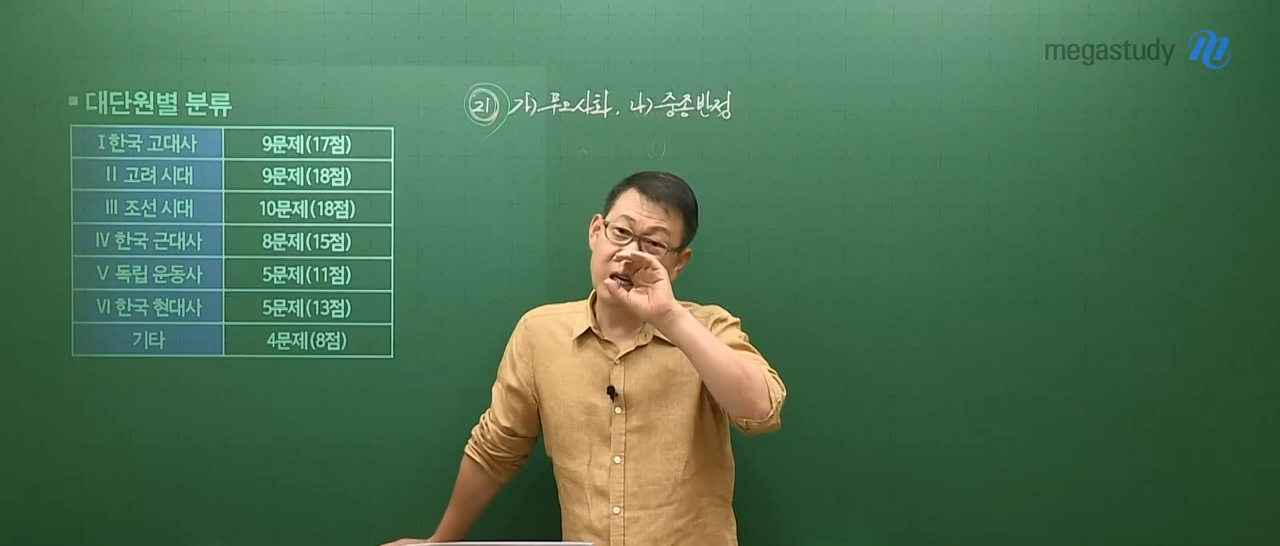 megastudy
▪ 대단원별 분류
Ⅰ 한국 고대사 9문제(17점)
Ⅱ 고려 시대 9문제(18점)
Ⅲ 조선 시대 10문제(18점)
Ⅳ 한국 근대사 8문제(15점)
Ⅴ 독립 운동사 5문제(11점)
Ⅵ 한국 현대사 5문제(13점)
기타 4문제(8점)
21 가) 무오사화, 나) 중종반정